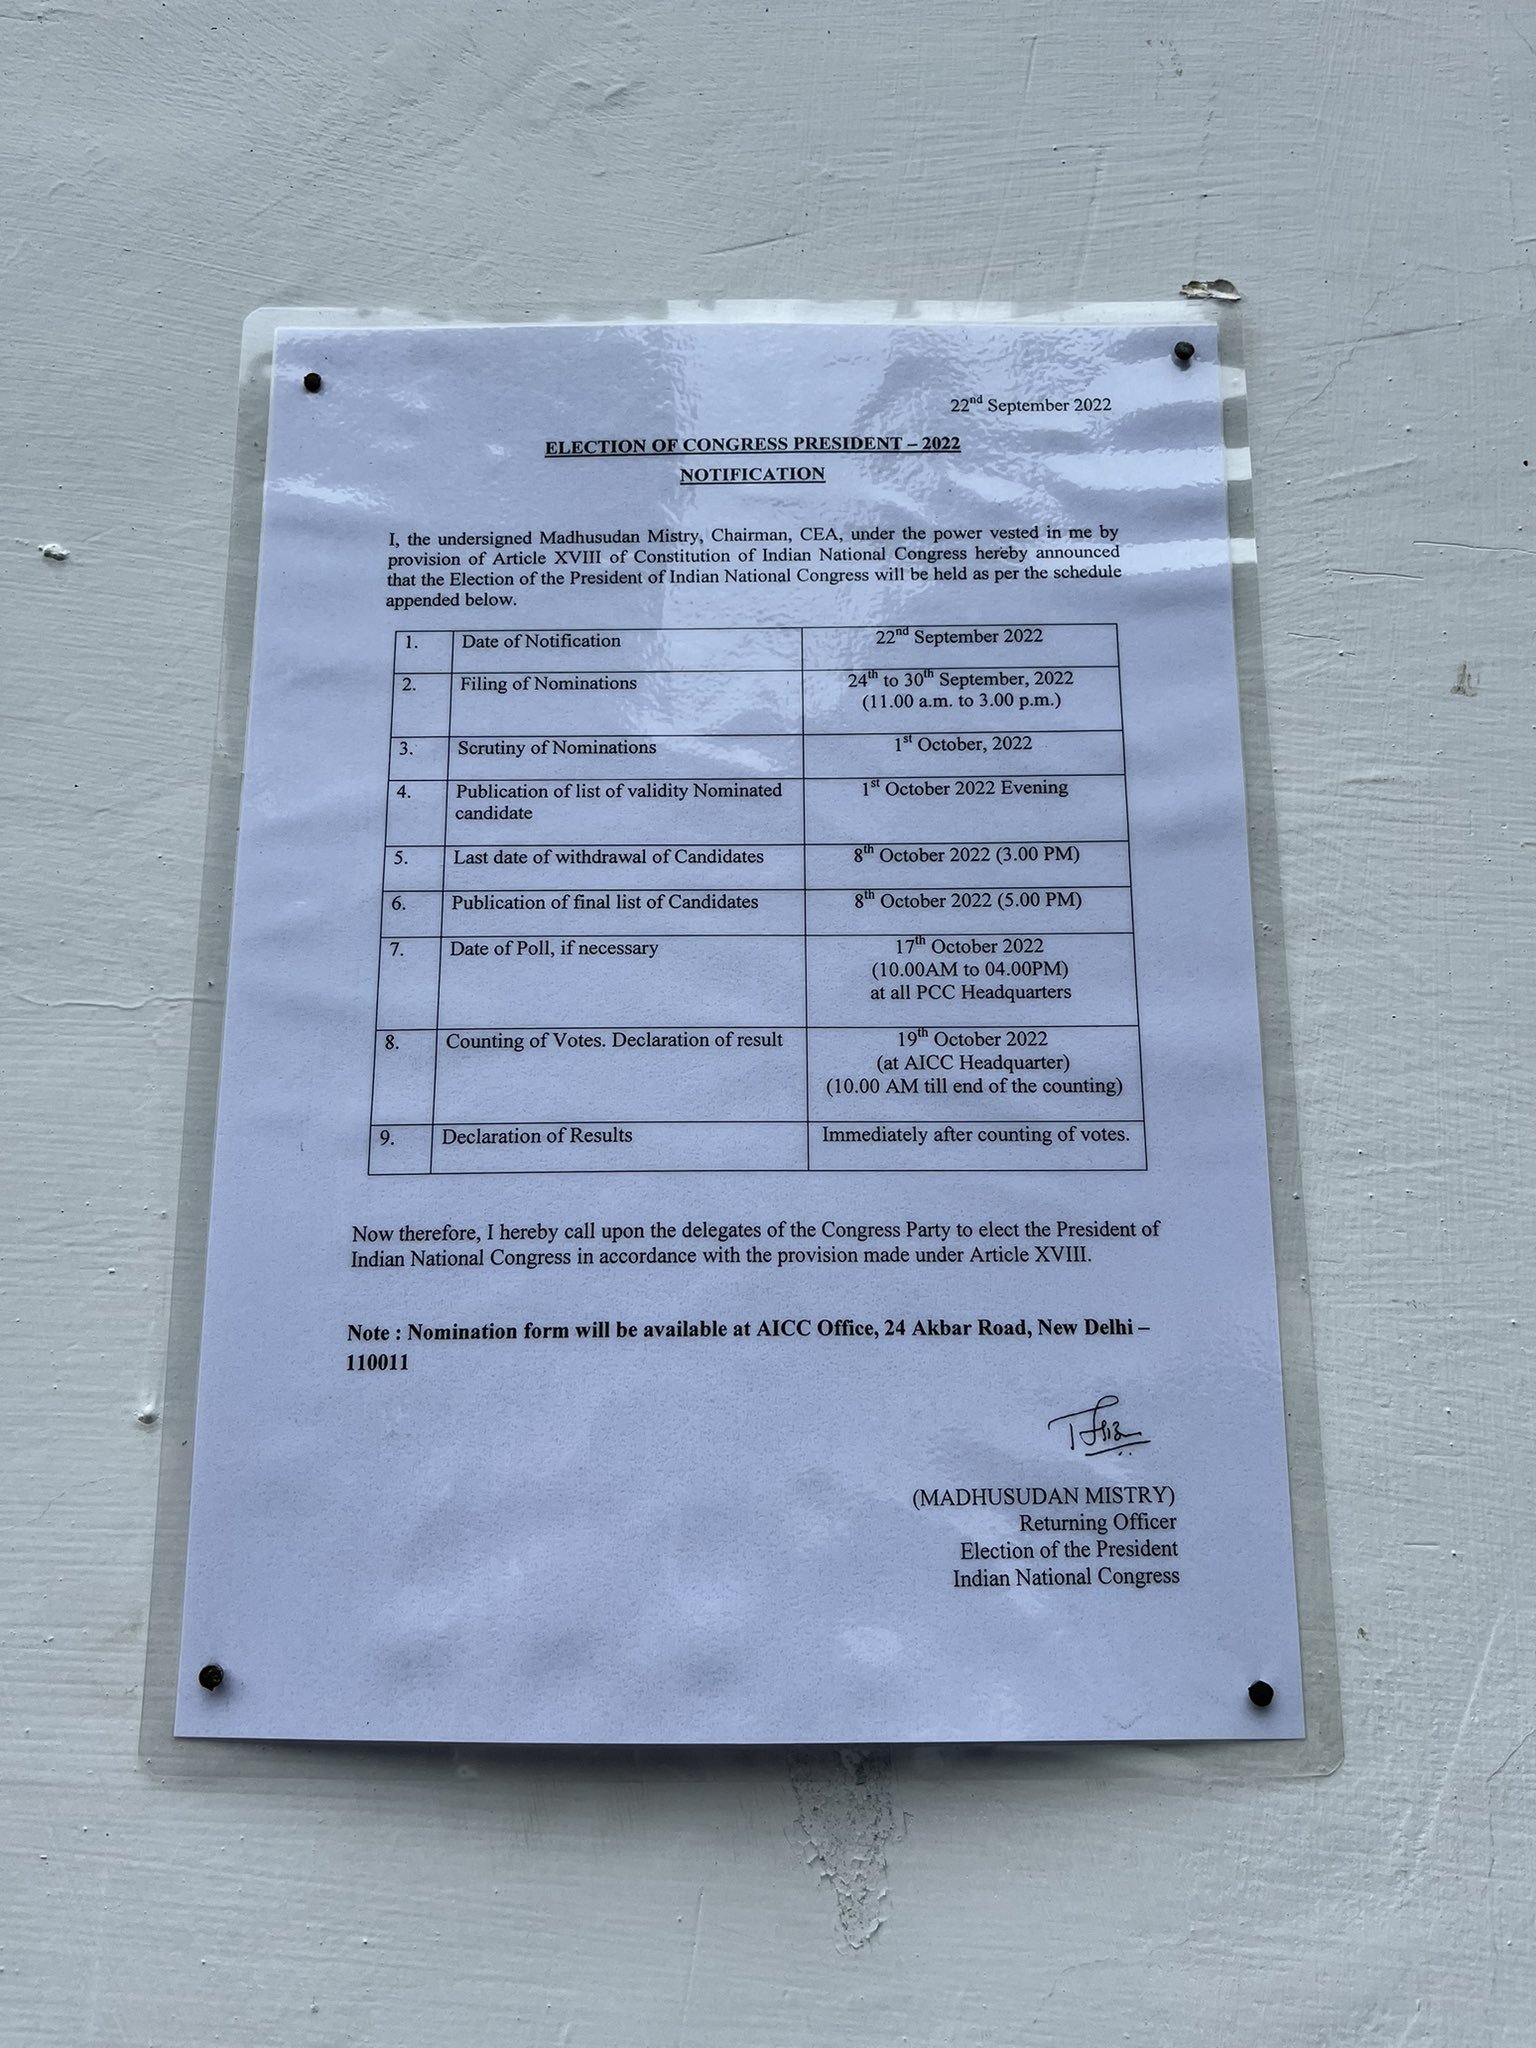 22nd September 2022
ELECTION OF CONGRESS PRESIDENT – 2022
NOTIFICATION
I, the undersigned Madhusudan Mistry, Chairman, CEA, under the power vested in me by
provision of Article XVIII of Constitution of Indian National Congress hereby announced
that the Election of the President of Indian National Congress will be held as per the schedule
appended below.
1. Date of Notification 22nd September 2022
2. Filing of Nominations 24th to 30th September, 2022
(11.00 a.m. to 3.00 p.m.)
3. Scrutiny of Nominations 1st October, 2022
4. Publication of list of validity Nominated 1st October 2022 Evening
candidate
5. Last date of withdrawal of Candidates 8th October 2022 (3.00 PM)
6. Publication of final list of Candidates 8th October 2022 (5.00 PM)
7. Date of Poll, if necessary 17th October 2022
(10.00AM to 04.00PM)
at all PCC Headquarters
8. Counting of Votes. Declaration of result 19th October 2022
(at AICC Headquarter)
(10.00 AM till end of the counting)
9. Declaration of Results Immediately after counting of votes.
Now therefore, I hereby call upon the delegates of the Congress Party to elect the President of
Indian National Congress in accordance with the provision made under Article XVIII.
Note : Nomination form will be available at AICC Office, 24 Akbar Road, New Delhi –
110011
(MADHUSUDAN MISTRY)
Returning Officer
Election of the President
Indian National Congress